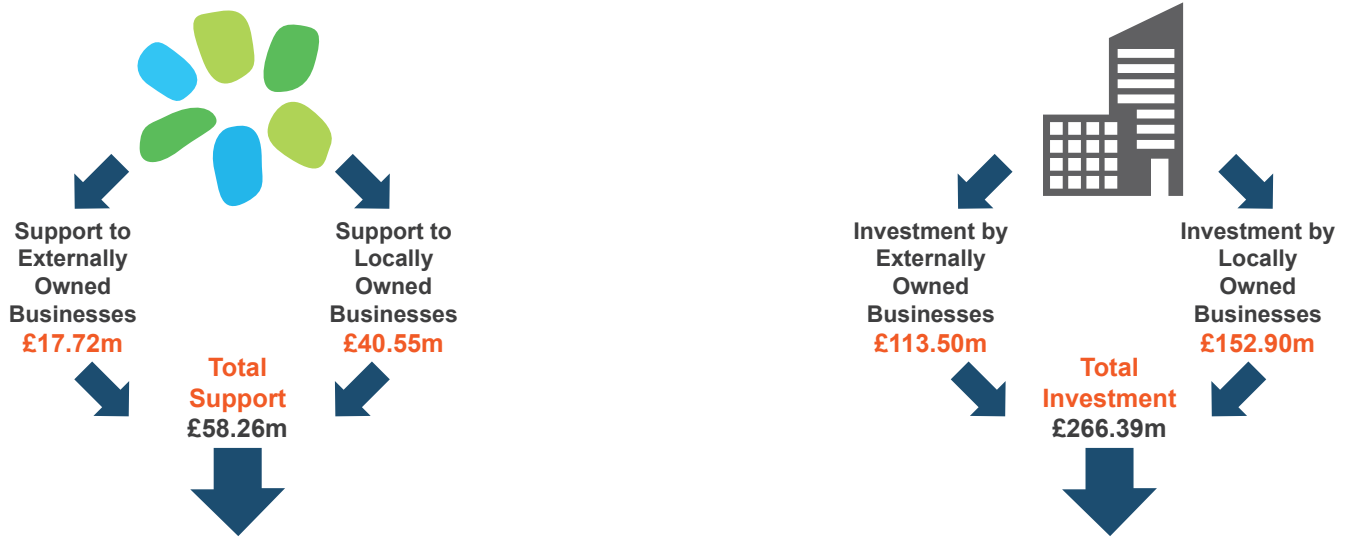 Support to
Externally
Owned
Businesses
£17.72m
Support to
Locally
Owned
Businesses
£40.55m
Total
Support
£58.26m
Investment by
Externally
Owned
Businesses
£113.50m
Investment by
Locally
Owned
Businesses
£152.90m
Total
Investment
£266.39m